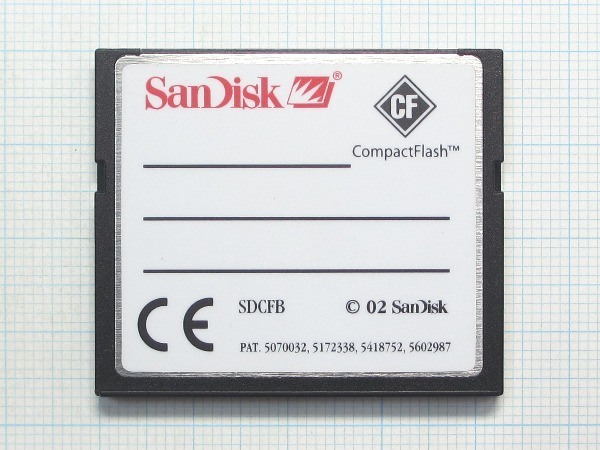 SanDisk®
CF
CompactFlash™
CE
SDCFB © 02 SanDisk
PAT. 5070032, 5172338, 5418752, 5602987